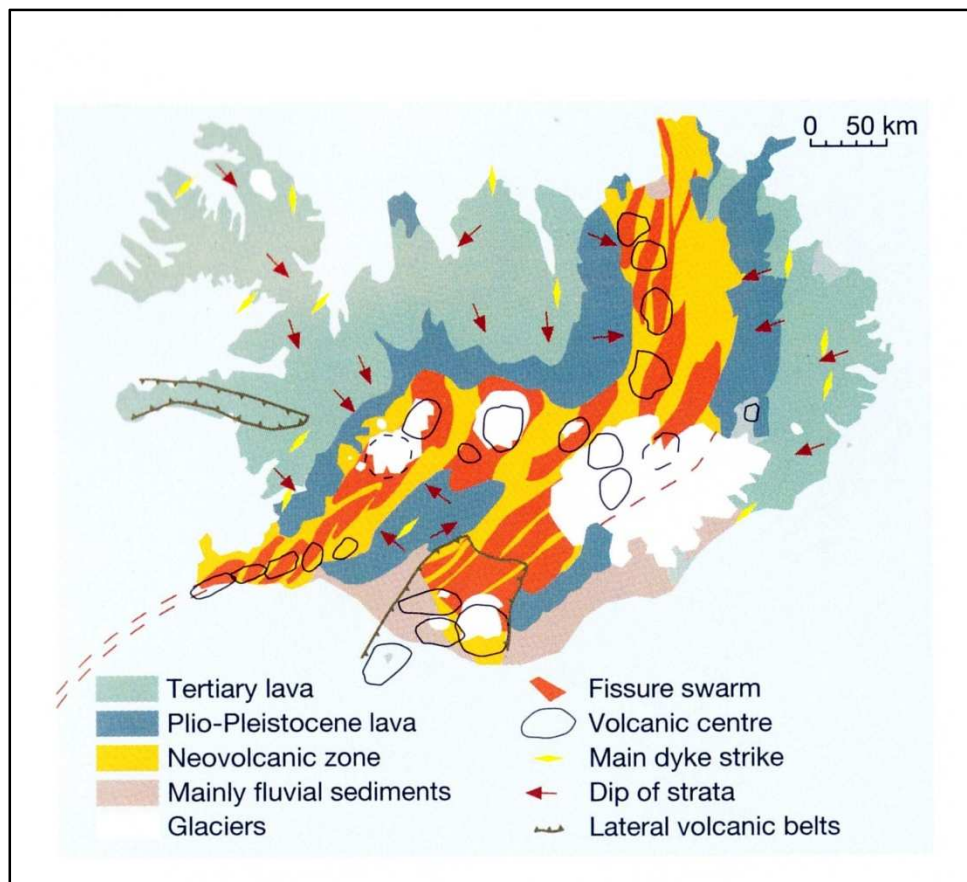 0 50 km
Tertiary lava
Plio-Pleistocene lava
Neovolcanic zone
Mainly fluvial sediments
Glaciers
Fissure swarm
Volcanic centre
Main dyke strike
Dip of strata
Lateral volcanic belts